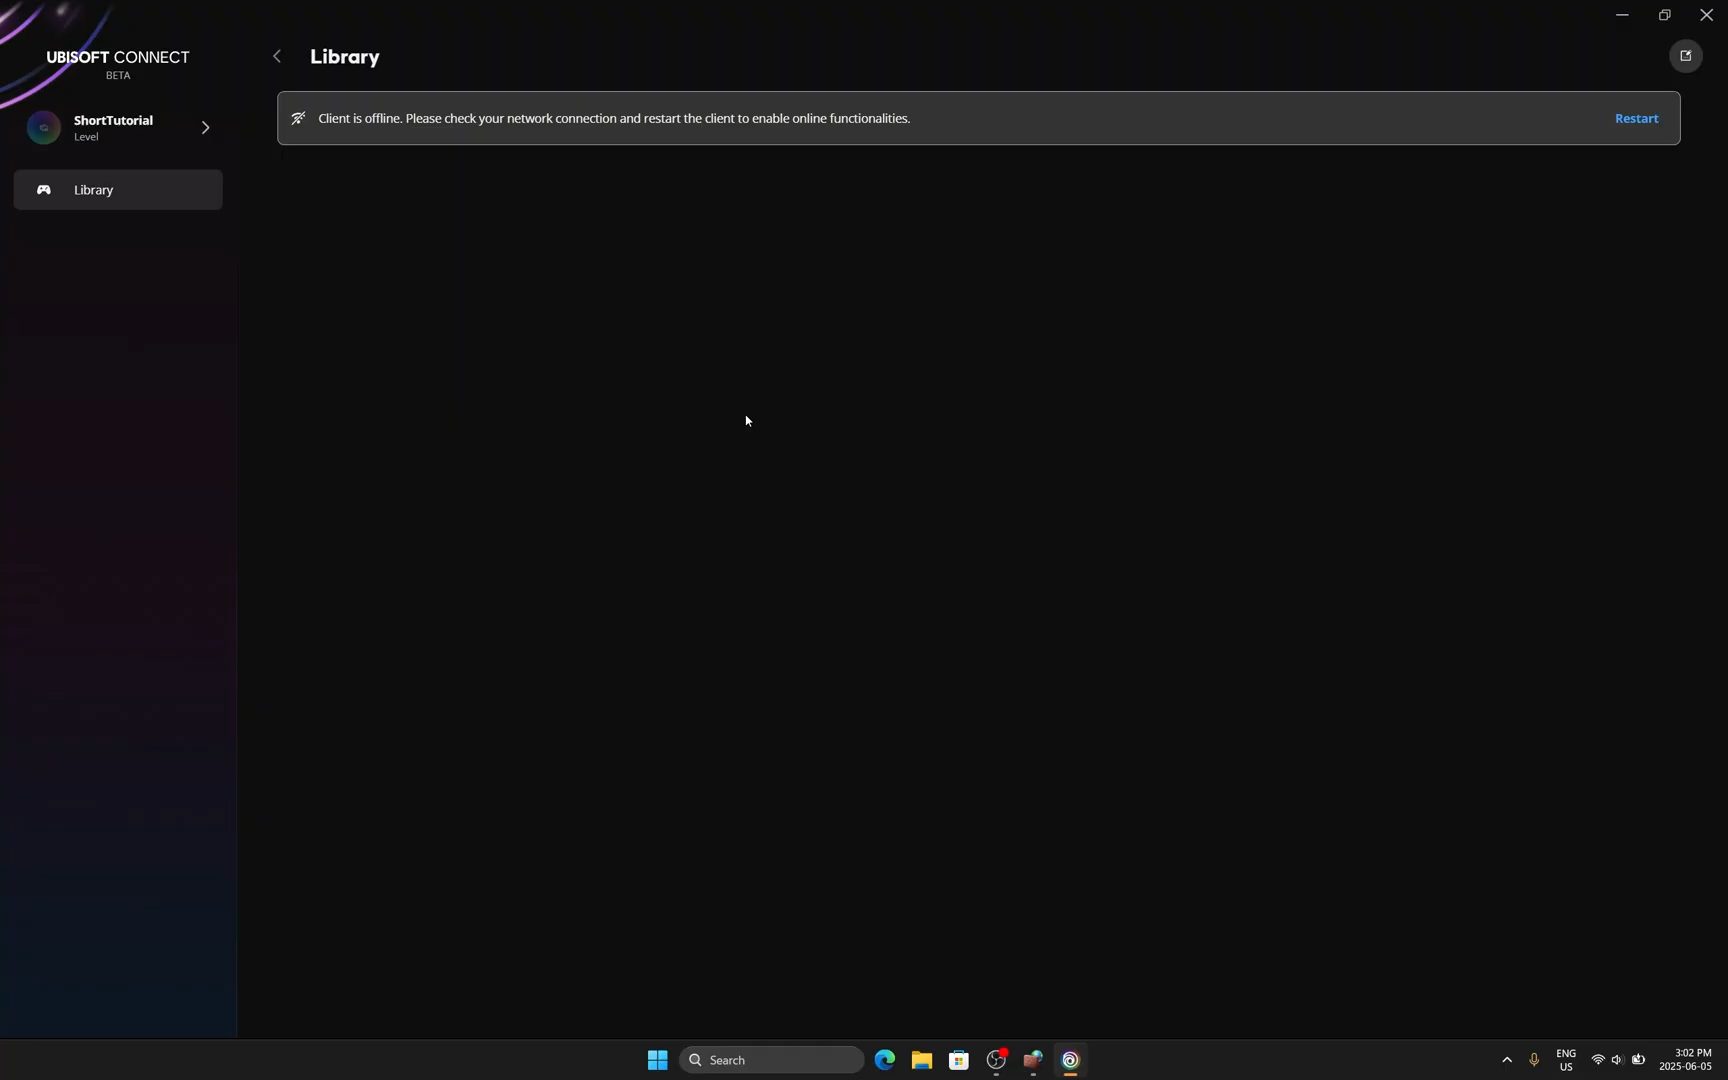 UBISOFT CONNECT
BETA
Library
ShortTutorial
Level
Client is offline. Please check your network connection and restart the client to enable online functionalities.
Restart
Library
Search
ENG
US
3:02 PM
2025-06-05